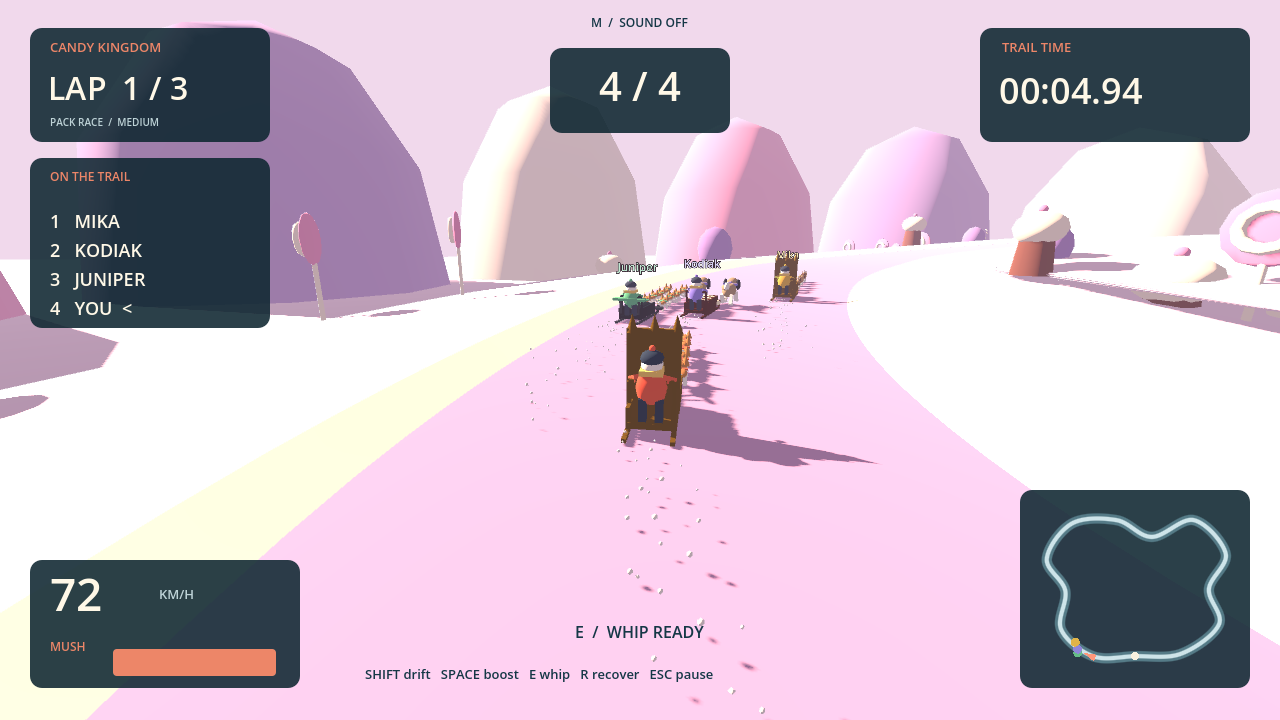 M / SOUND OFF
CANDY KINGDOM
LAP 1 / 3
PACK RACE / MEDIUM
4 / 4
TRAIL TIME
00:04.94
ON THE TRAIL
1 MIKA
2 KODIAK
3 JUNIPER
4 YOU <
Mika
Juniper
Kodiak
72 KM/H
MUSH
E / WHIP READY
SHIFT drift SPACE boost E whip R recover ESC pause